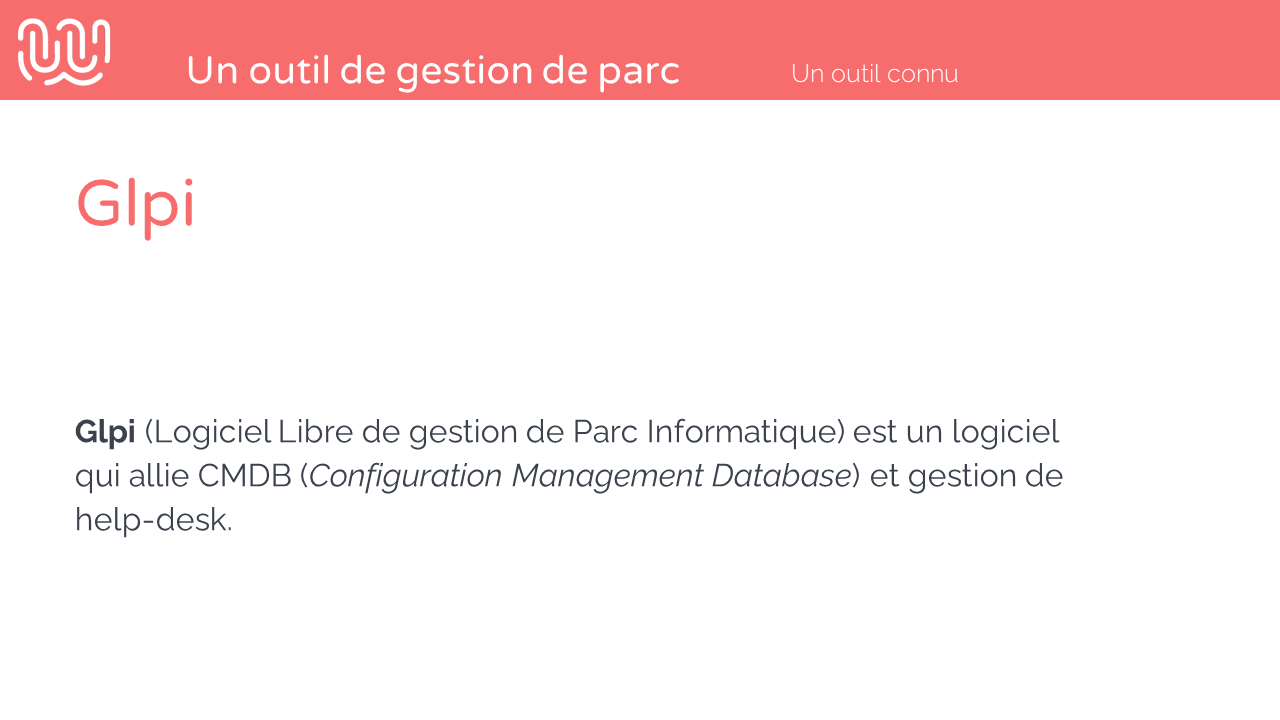 Un outil de gestion de parc
Un outil connu
Glpi
Glpi (Logiciel Libre de gestion de Parc Informatique) est un logiciel
qui allie CMDB (Configuration Management Database) et gestion de
help-desk.